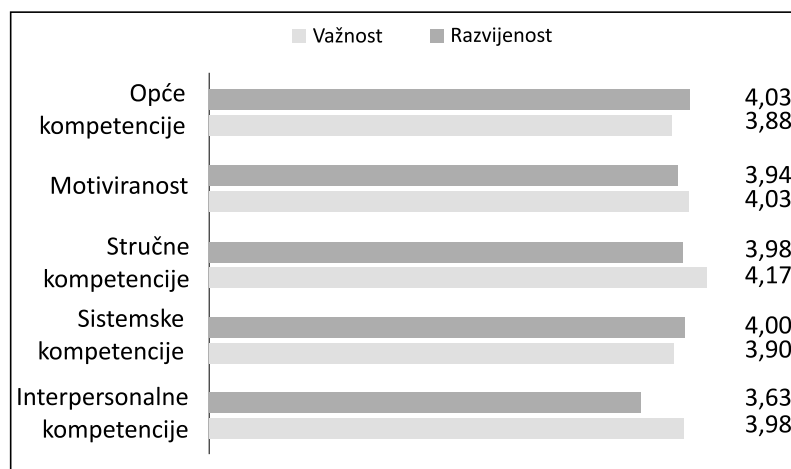 Važnost Razvijenost
Opće
kompetencije
4,03
3,88
Motiviranost
3,94
4,03
Stručne
kompetencije
3,98
4,17
Sistemske
kompetencije
4,00
3,90
Interpersonalne
kompetencije
3,63
3,98